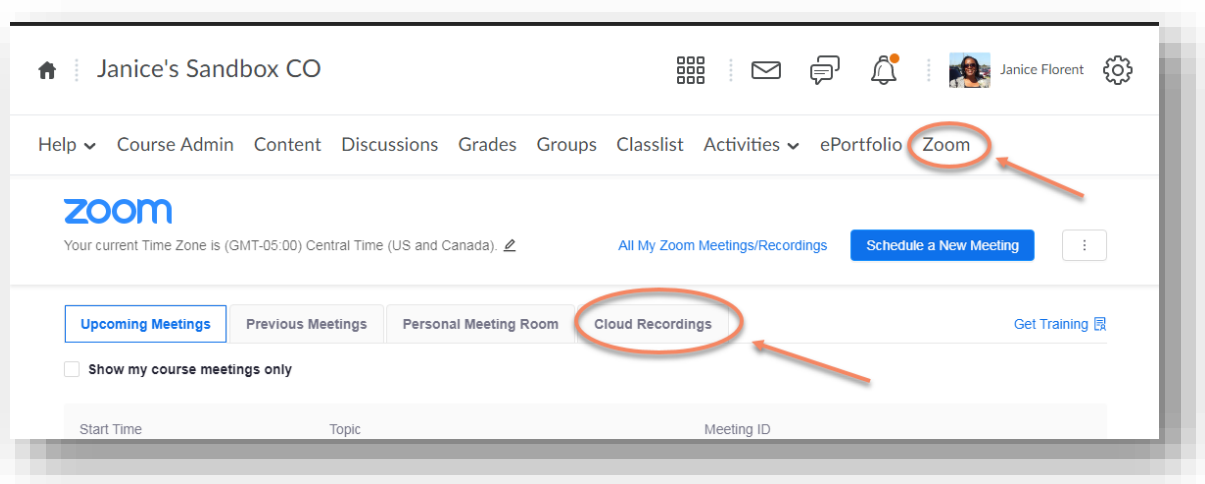 Janice's Sandbox CO
Janice Florent
Help Course Admin Content Discussions Grades Groups Classlist Activities ePortfolio Zoom
zoom
Your current Time Zone is (GMT-05:00) Central Time (US and Canada).
All My Zoom Meetings/Recordings
Schedule a New Meeting
Upcoming Meetings Previous Meetings Personal Meeting Room Cloud Recordings
Get Training
Show my course meetings only
Start Time Topic Meeting ID